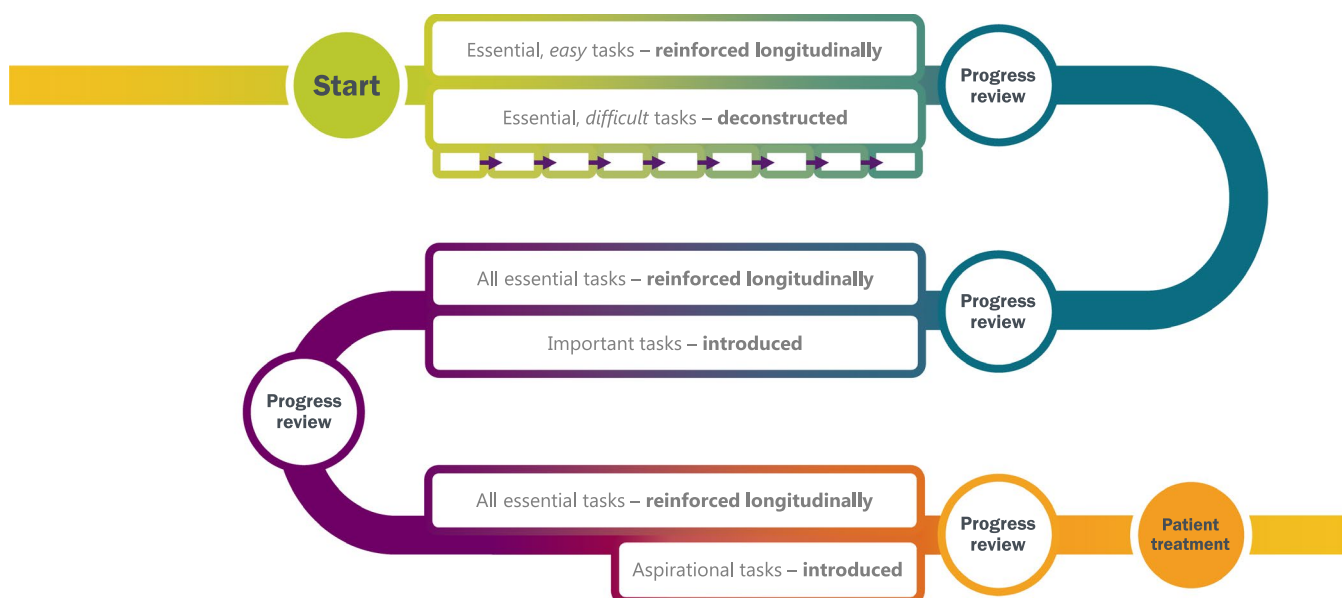 Start
Essential, easy tasks – reinforced longitudinally
Essential, difficult tasks – deconstructed
Progress
review
Progress
review
All essential tasks – reinforced longitudinally
Important tasks – introduced
Progress
review
All essential tasks – reinforced longitudinally
Aspirational tasks – introduced
Progress
review
Patient
treatment